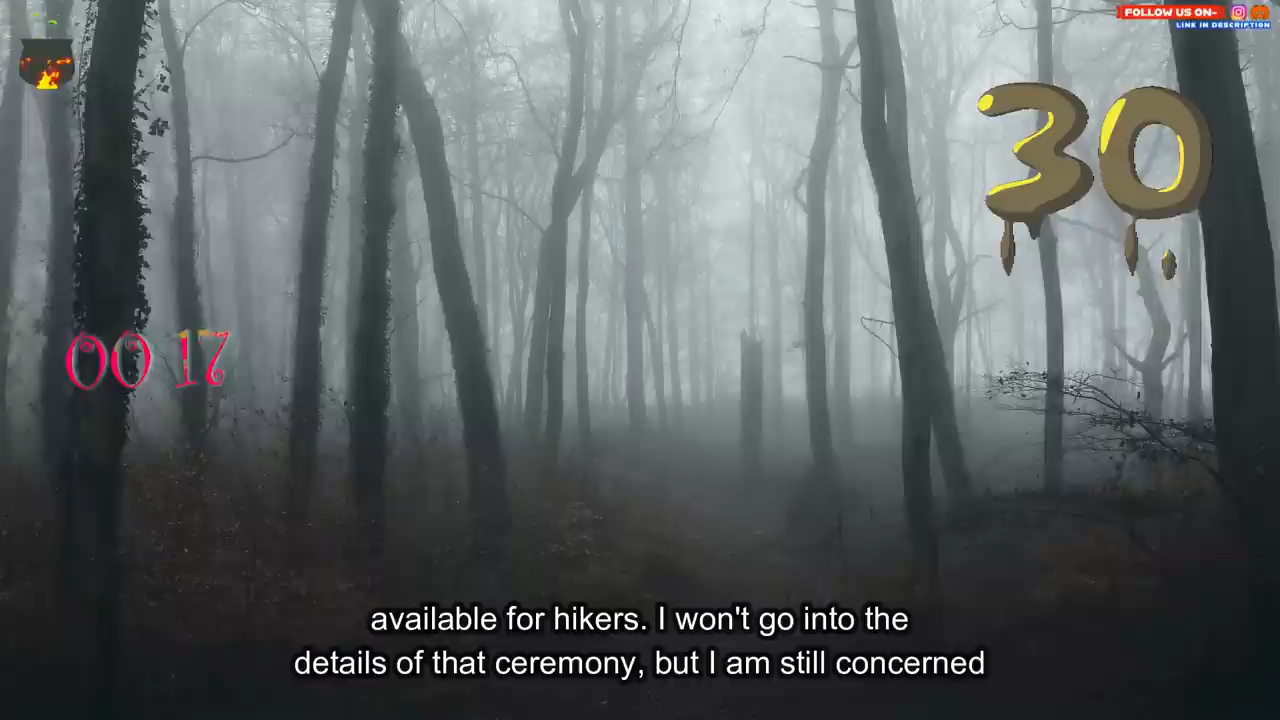 FOLLOW US ON-
LINK IN DESCRIPTION
30
00 17
available for hikers. I won't go into the
details of that ceremony, but I am still concerned